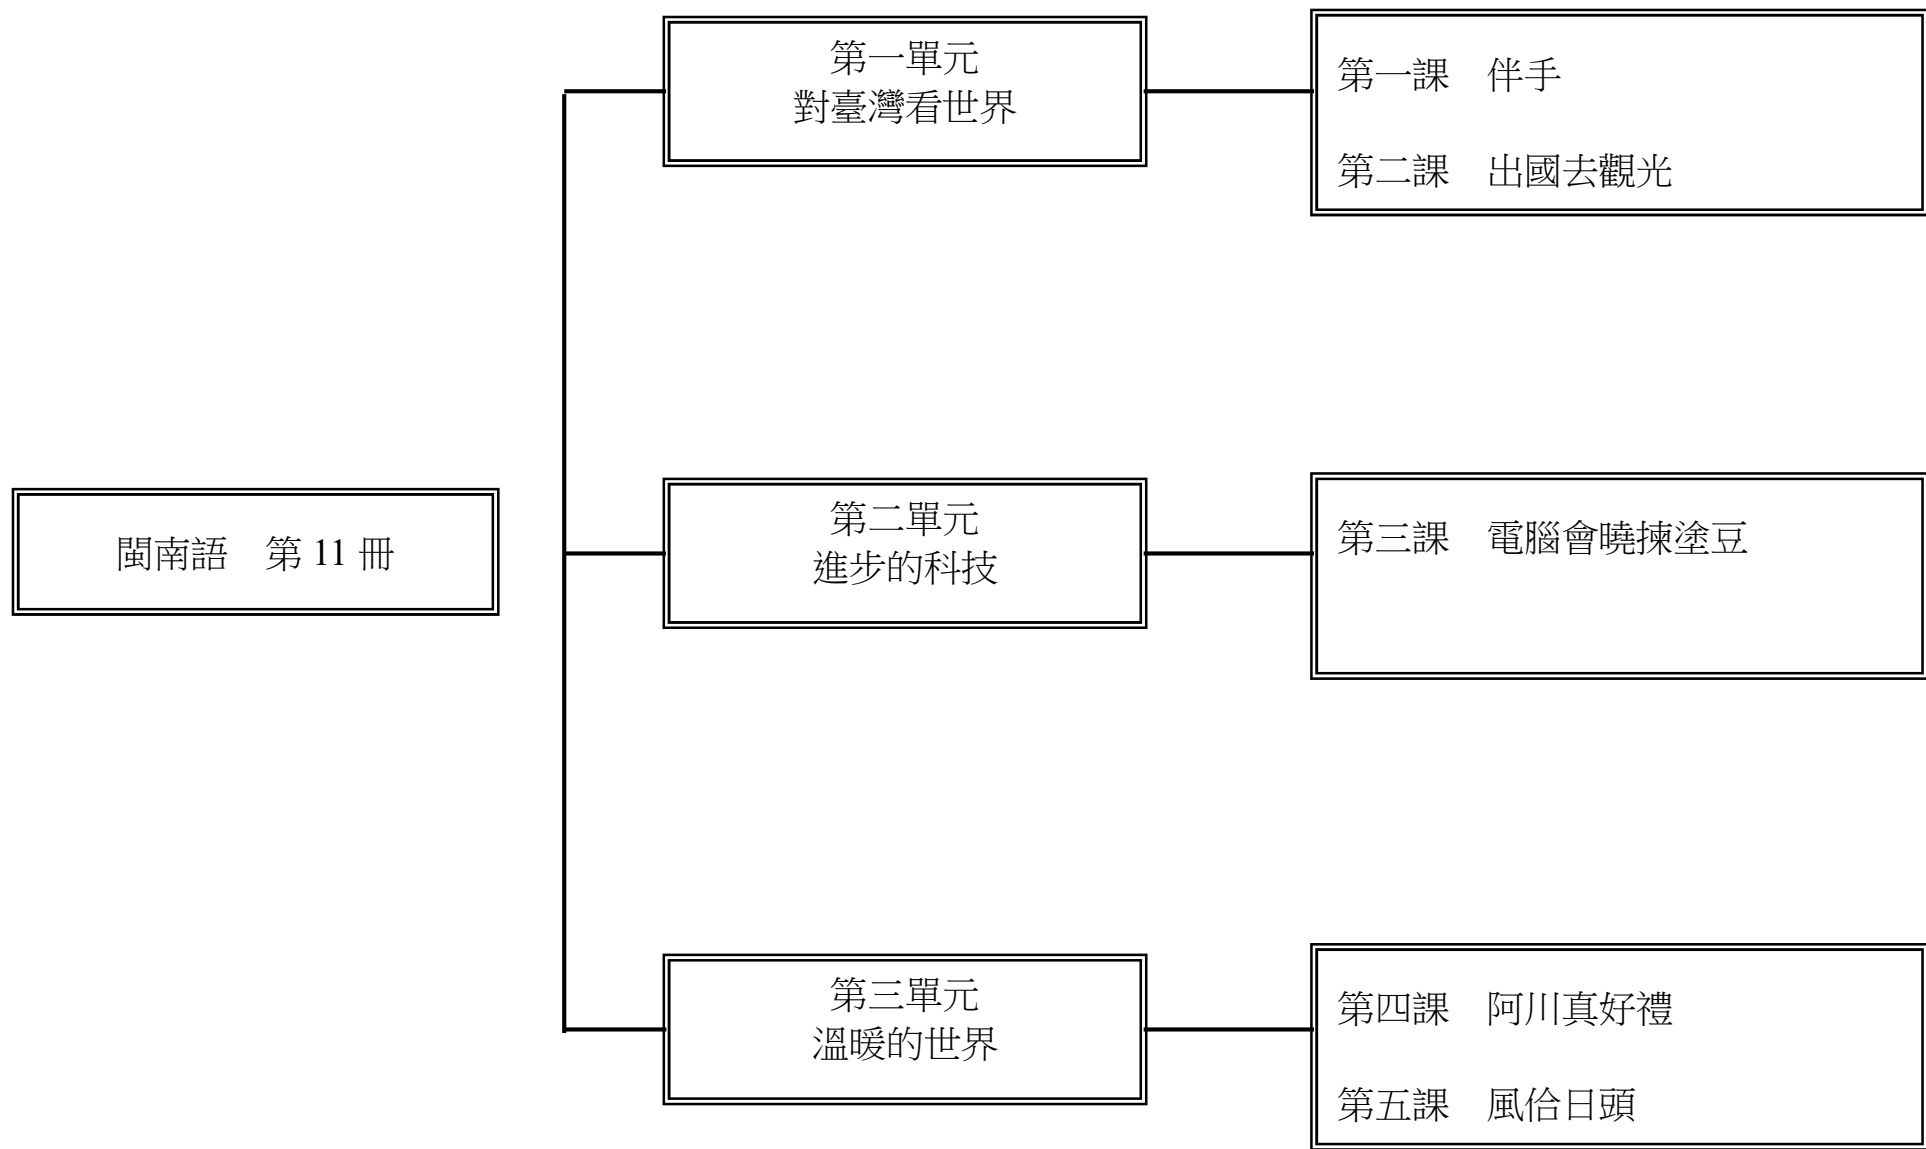 閩南語　第 11 冊
第一單元
對臺灣看世界
第一課　伴手
第二課　出國去觀光
第二單元
進步的科技
第三課　電腦會曉揀塗豆
第三單元
溫暖的世界
第四課　阿川真好禮
第五課　風佮日頭